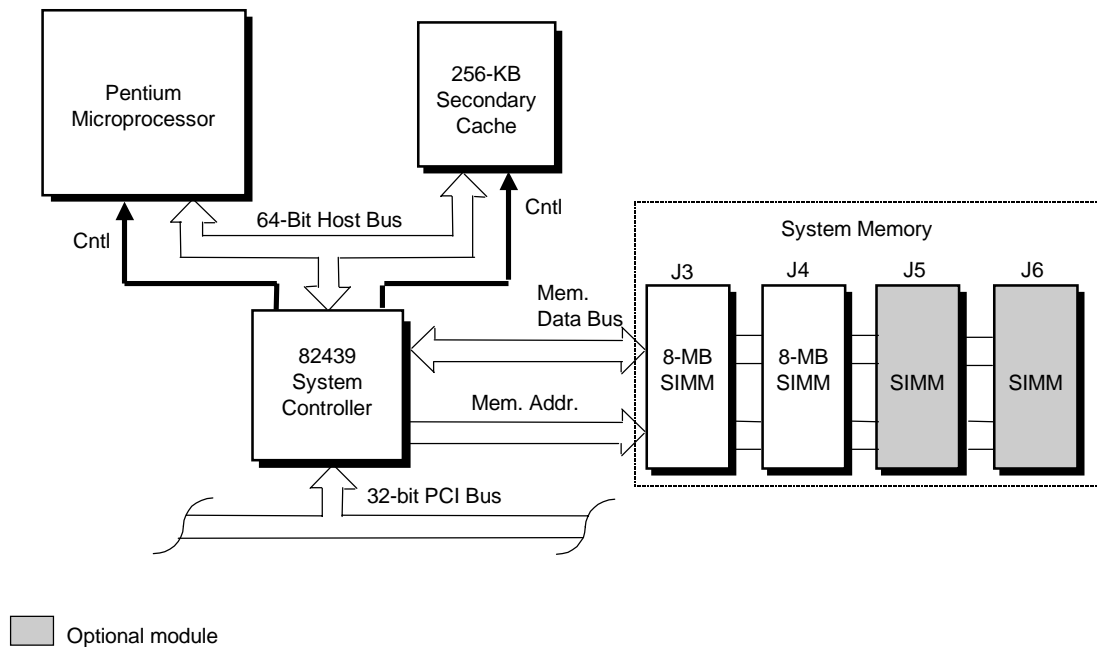 Pentium
Microprocessor
256-KB
Secondary
Cache
64-Bit Host Bus
Cntl
Cntl
System Memory
J3
J4
J5
J6
Mem.
Data Bus
82439
System
Controller
8-MB
SIMM
8-MB
SIMM
SIMM
SIMM
Mem. Addr.
32-bit PCI Bus
Optional module